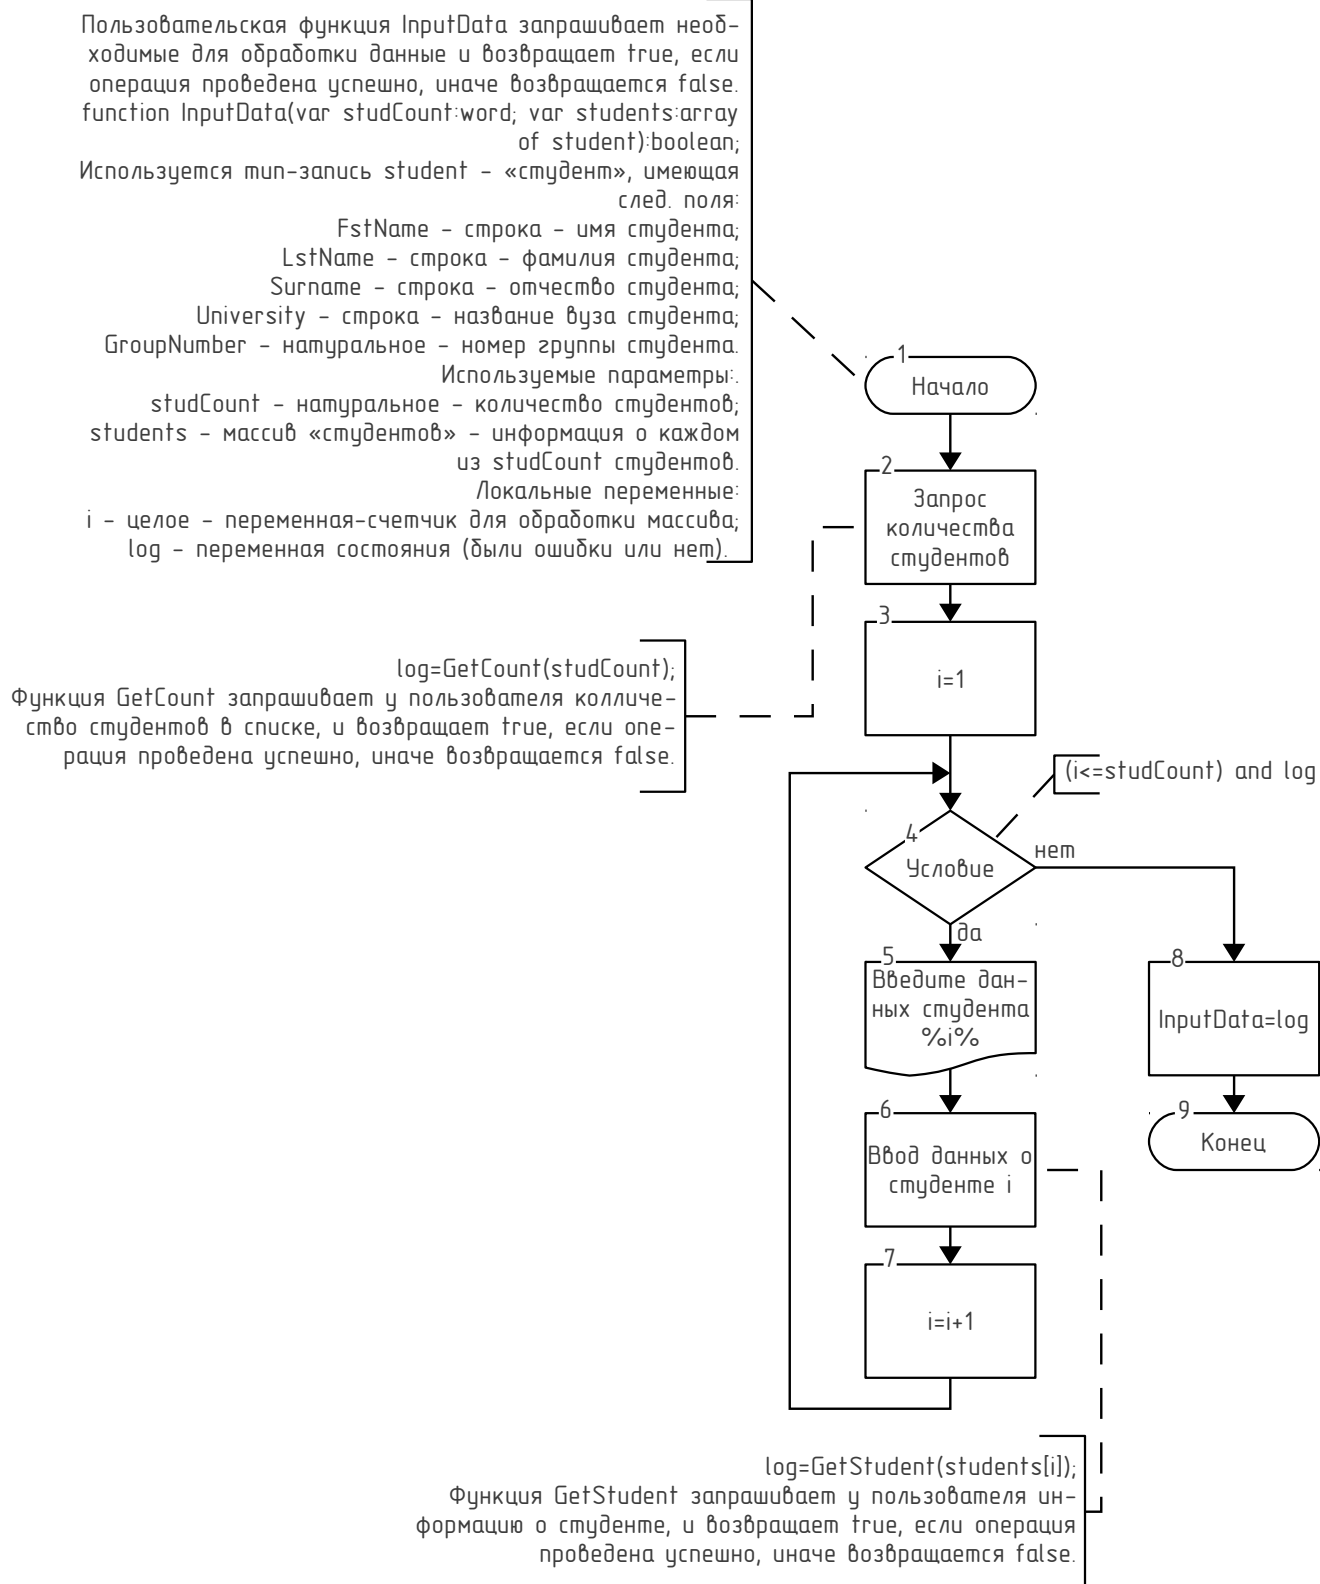 Пользовательская функция InputData запрашивает необ-
ходимые для обработки данные и возвращает true, если
операция проведена успешно, иначе возвращается false.
function InputData(var studCount:word; var students:array
of student):boolean;
Используется тип-запись student - «студент», имеющая
след. поля:
FstName - строка - имя студента;
LstName - строка - фамилия студента;
Surname - строка - отчество студента;
University - строка - название вуза студента;
GroupNumber - натуральное - номер группы студента.
Используемые параметры:.
studCount - натуральное - количество студентов;
students - массив «студентов» - информация о каждом
из studCount студентов.
Локальные переменные:
i - целое - переменная-счетчик для обработки массива;
log - переменная состояния (были ошибки или нет).
1
Начало
2
Запрос
количества
студентов
log=GetCount(studCount);
Функция GetCount запрашивает у пользователя колличе-
ство студентов в списке, и возвращает true, если опе-
рация проведена успешно, иначе возвращается false.
3
i=1
(i<=studCount) and log
4
Условие
нет
да
5
Введите дан-
ных студента
%i%
8
InputData=log
6
Ввод данных о
студенте i
9
Конец
7
i=i+1
log=GetStudent(students[i]);
Функция GetStudent запрашивает у пользователя ин-
формацию о студенте, и возвращает true, если операция
проведена успешно, иначе возвращается false.